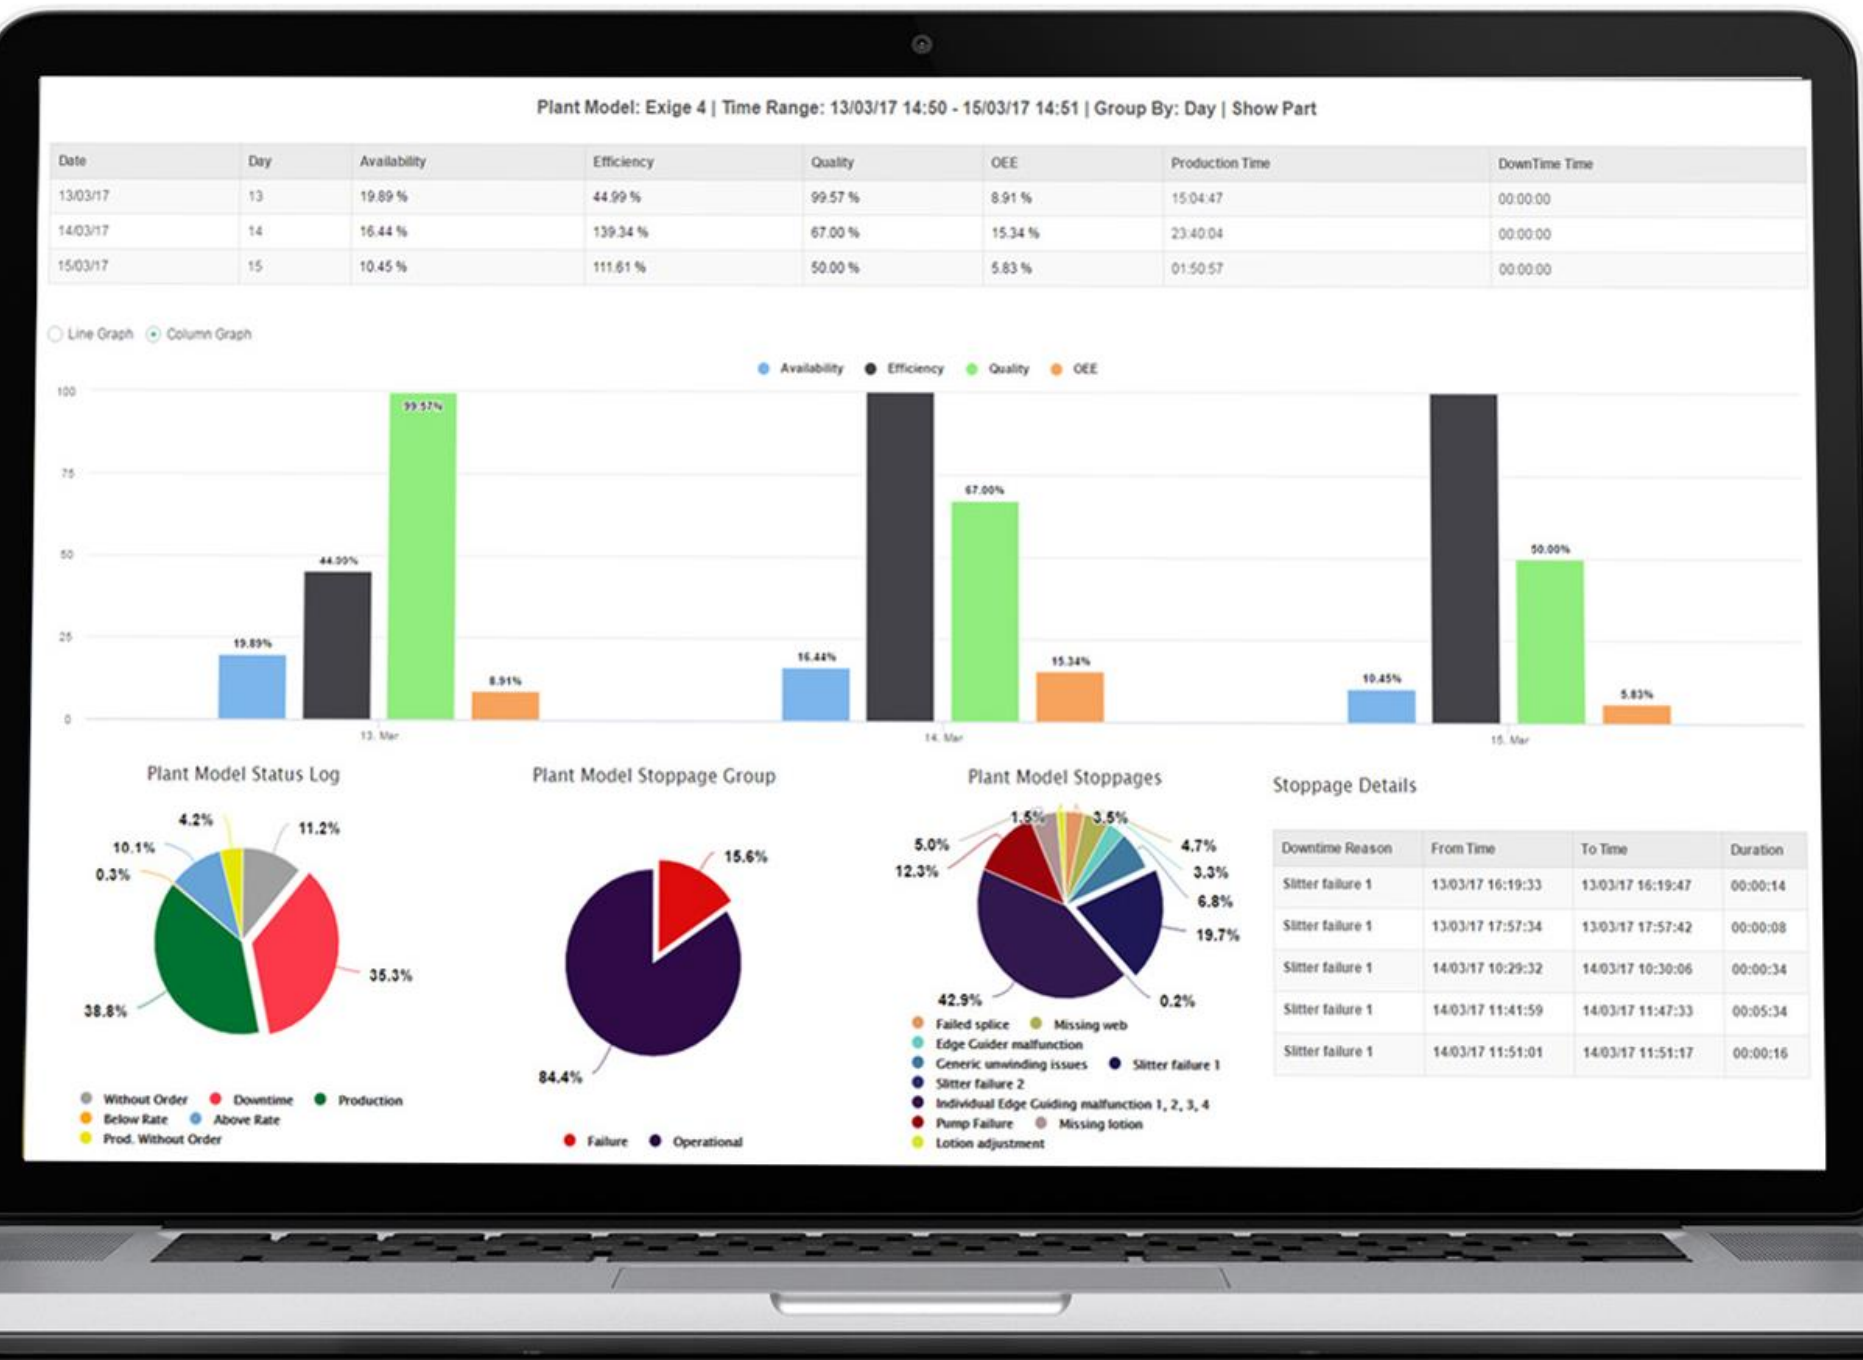 Plant Model: Exige 4 | Time Range: 13/03/17 14:50 - 15/03/17 14:51 | Group By: Day | Show Part
Date Day Availability Efficiency Quality OEE Production Time DownTime Time
13/03/17 13 19.89 % 44.99 % 99.57 % 8.91 % 15:04:47 00:00:00
14/03/17 14 16.44 % 139.34 % 67.00 % 15.34 % 23:40:04 00:00:00
15/03/17 15 10.45 % 111.61 % 50.00 % 5.83 % 01:50:57 00:00:00
Line Graph Column Graph
Availability Efficiency Quality OEE
100
99.57%
75
67.00%
50
44.99%
50.00%
25
19.89%
16.44%
15.34%
10.45%
8.91%
5.83%
0
13. Mar 14. Mar 15. Mar
Plant Model Status Log
4.2%
11.2%
10.1%
0.3%
35.3%
38.8%
Without Order Downtime Production
Below Rate Above Rate
Prod. Without Order
Plant Model Stoppage Group
15.6%
84.4%
Failure Operational
Plant Model Stoppages
1.5% 3.5%
5.0% 4.7%
12.3% 3.3%
6.8%
19.7%
42.9% 0.2%
Failed splice Missing web
Edge Guider malfunction
Generic unwinding issues Slitter failure 1
Slitter failure 2
Individual Edge Guiding malfunction 1, 2, 3, 4
Pump Failure Missing lotion
Lotion adjustment
Stoppage Details
Downtime Reason From Time To Time Duration
Slitter failure 1 13/03/17 16:19:33 13/03/17 16:19:47 00:00:14
Slitter failure 1 13/03/17 17:57:34 13/03/17 17:57:42 00:00:08
Slitter failure 1 14/03/17 10:29:32 14/03/17 10:30:06 00:00:34
Slitter failure 1 14/03/17 11:41:59 14/03/17 11:47:33 00:05:34
Slitter failure 1 14/03/17 11:51:01 14/03/17 11:51:17 00:00:16